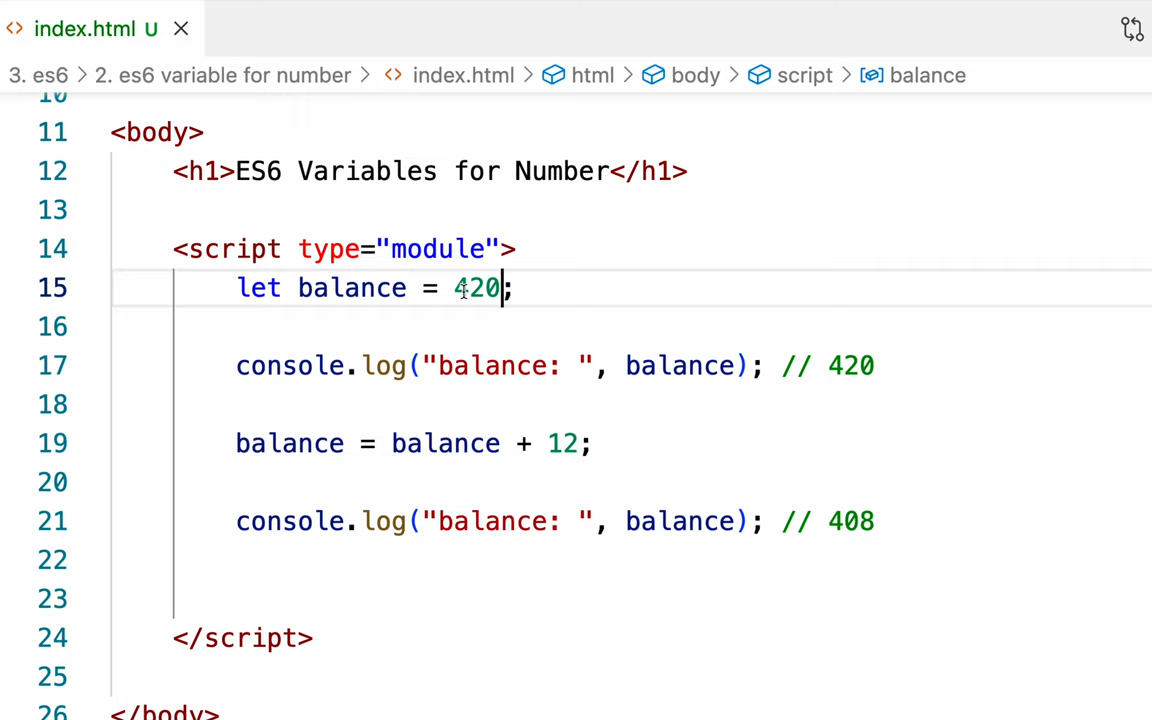 index.html U
3. es6 > 2. es6 variable for number > <> index.html > html > body > script > balance
10
11 <body>
12 <h1>ES6 Variables for Number</h1>
13
14 <script type="module">
15 let balance = 420;
16
17 console.log("balance: ", balance); // 420
18
19 balance = balance + 12;
20
21 console.log("balance: ", balance); // 408
22
23
24 </script>
25
26 </body>